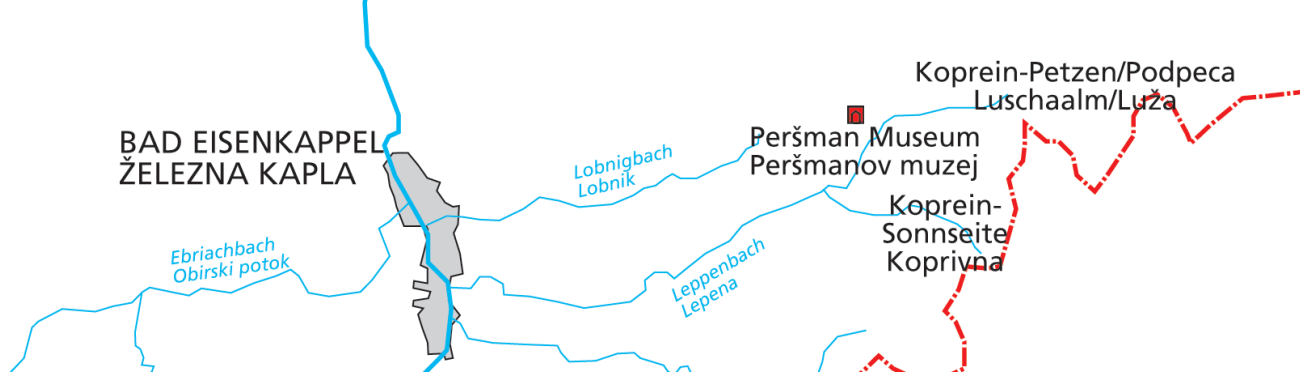 Koprein-Petzen/Podpeca
Luschaalm/Luža
BAD EISENKAPPEL
ŽELEZNA KAPLA
Peršman Museum
Peršmanov muzej
Lobnigbach
Lobnik
Koprein-
Sonnseite
Koprivna
Ebriachbach
Obirski potok
Leppenbach
Lepena